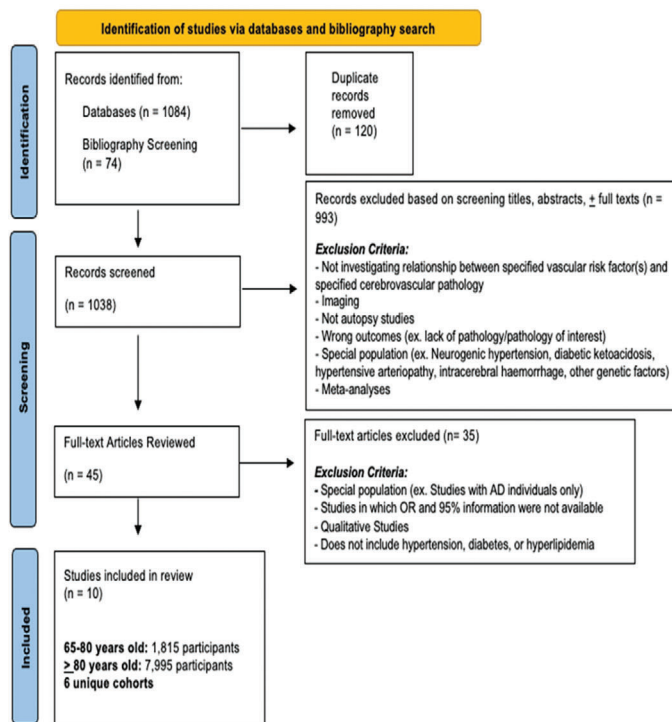 Identification of studies via databases and bibliography search
Identification
Records identified from:
Databases (n = 1084)
Bibliography Screening
(n = 74)
Duplicate
records
removed
(n = 120)
Screening
Records screened
(n = 1038)
Records excluded based on screening titles, abstracts, + full texts (n =
993)
Exclusion Criteria:
- Not investigating relationship between specified vascular risk factor(s) and
specified cerebrovascular pathology
- Imaging
- Not autopsy studies
- Wrong outcomes (ex. lack of pathology/pathology of interest)
- Special population (ex. Neurogenic hypertension, diabetic ketoacidosis,
hypertensive arteriopathy, intracerebral haemorrhage, other genetic factors)
- Meta-analyses
Full-text Articles Reviewed
(n = 45)
Full-text articles excluded (n= 35)
Exclusion Criteria:
- Special population (ex. Studies with AD individuals only)
- Studies in which OR and 95% information were not available
- Qualitative Studies
- Does not include hypertension, diabetes, or hyperlipidemia
Included
Studies included in review
(n = 10)
65-80 years old: 1,815 participants
> 80 years old: 7,995 participants
6 unique cohorts